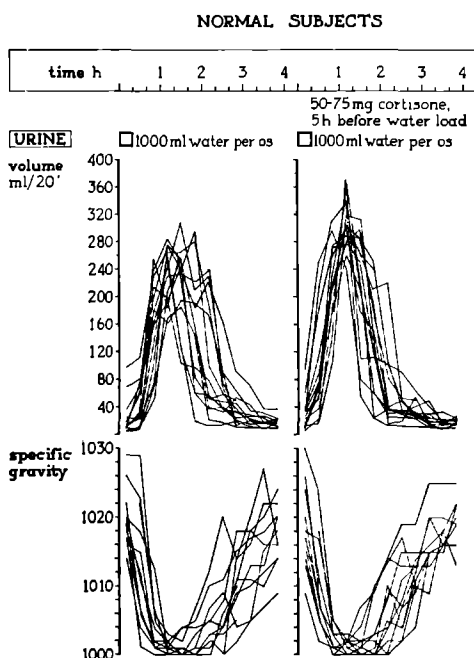 NORMAL SUBJECTS
time h 1 2 3 4 1 2 3 4
50-75 mg cortisone,
5h before water load
URINE 1000 ml water per os 1000 ml water per os
volume
ml/20'
400
360
320
280
240
200
160
120
80
40
specific
gravity
1030
1020
1010
1000